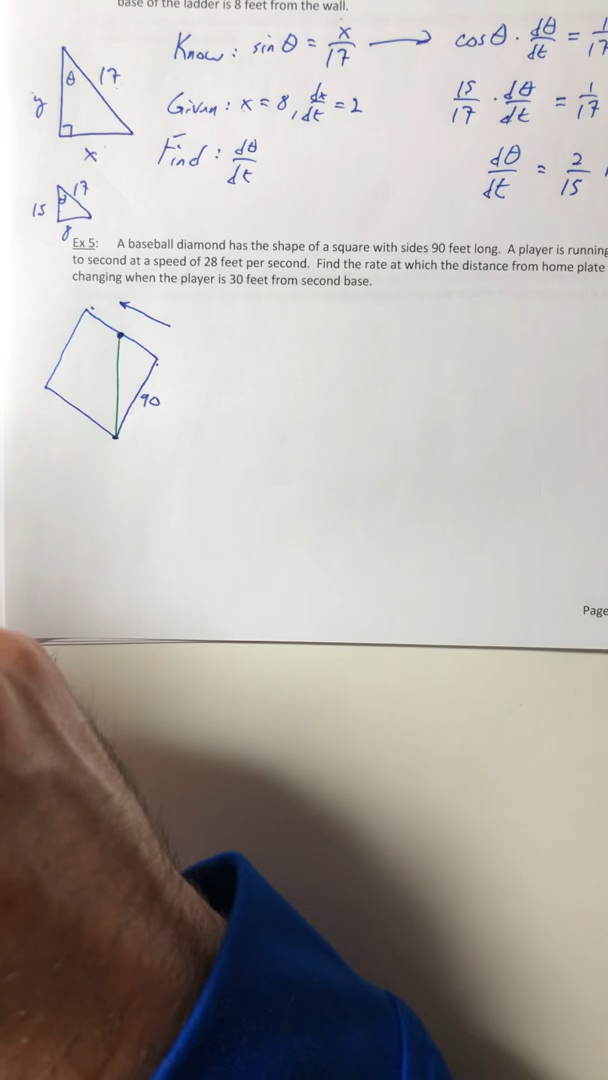 base of the ladder is 8 feet from the wall.
Know: sin θ = x/17 → cos θ · dθ/dt = 1/17
θ 17
y
x
Given: x = 8, dx/dt = 2
15/17 · dθ/dt = 1/17
Find: dθ/dt
dθ/dt = 2/15
17
15
θ
8
Ex 5: A baseball diamond has the shape of a square with sides 90 feet long. A player is running
to second at a speed of 28 feet per second. Find the rate at which the distance from home plate
changing when the player is 30 feet from second base.
90
Page